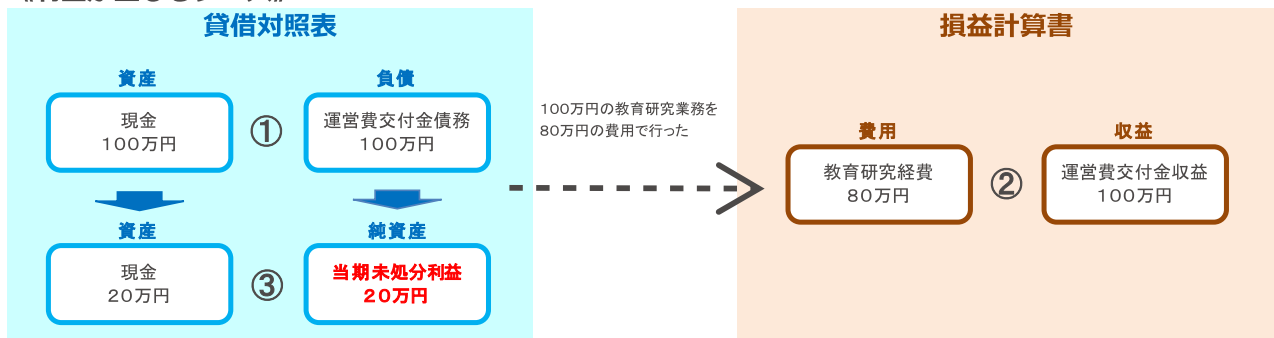 貸借対照表
損益計算書
資産
負債
現金
100万円
①
運営費交付金債務
100万円
100万円の教育研究業務を
80万円の費用で行った
費用
収益
教育研究経費
80万円
②
運営費交付金収益
100万円
資産
純資産
現金
20万円
③
当期未処分利益
20万円